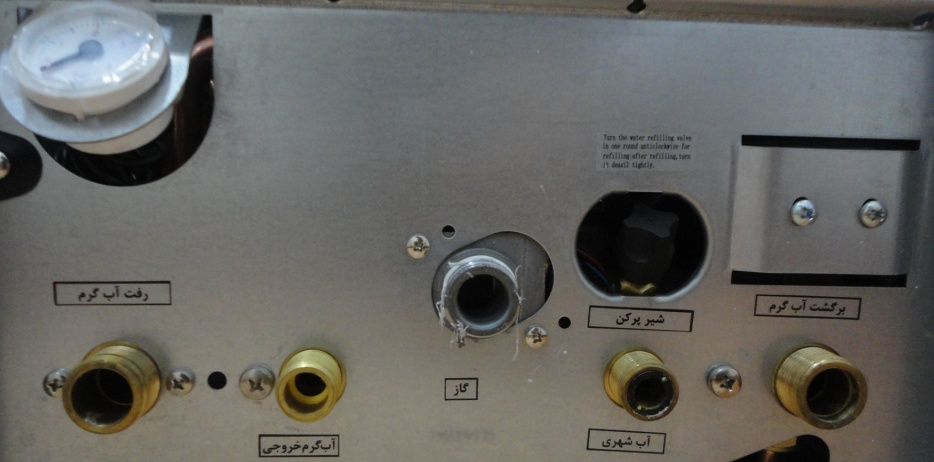 Turn the water refilling valve
in one round anticlockwise for
refilling:after refilling,turn
it deasil tightly.
رفت آب گرم
برگشت آب گرم
شیر پرکن
گاز
آب گرم خروجی
آب شهری